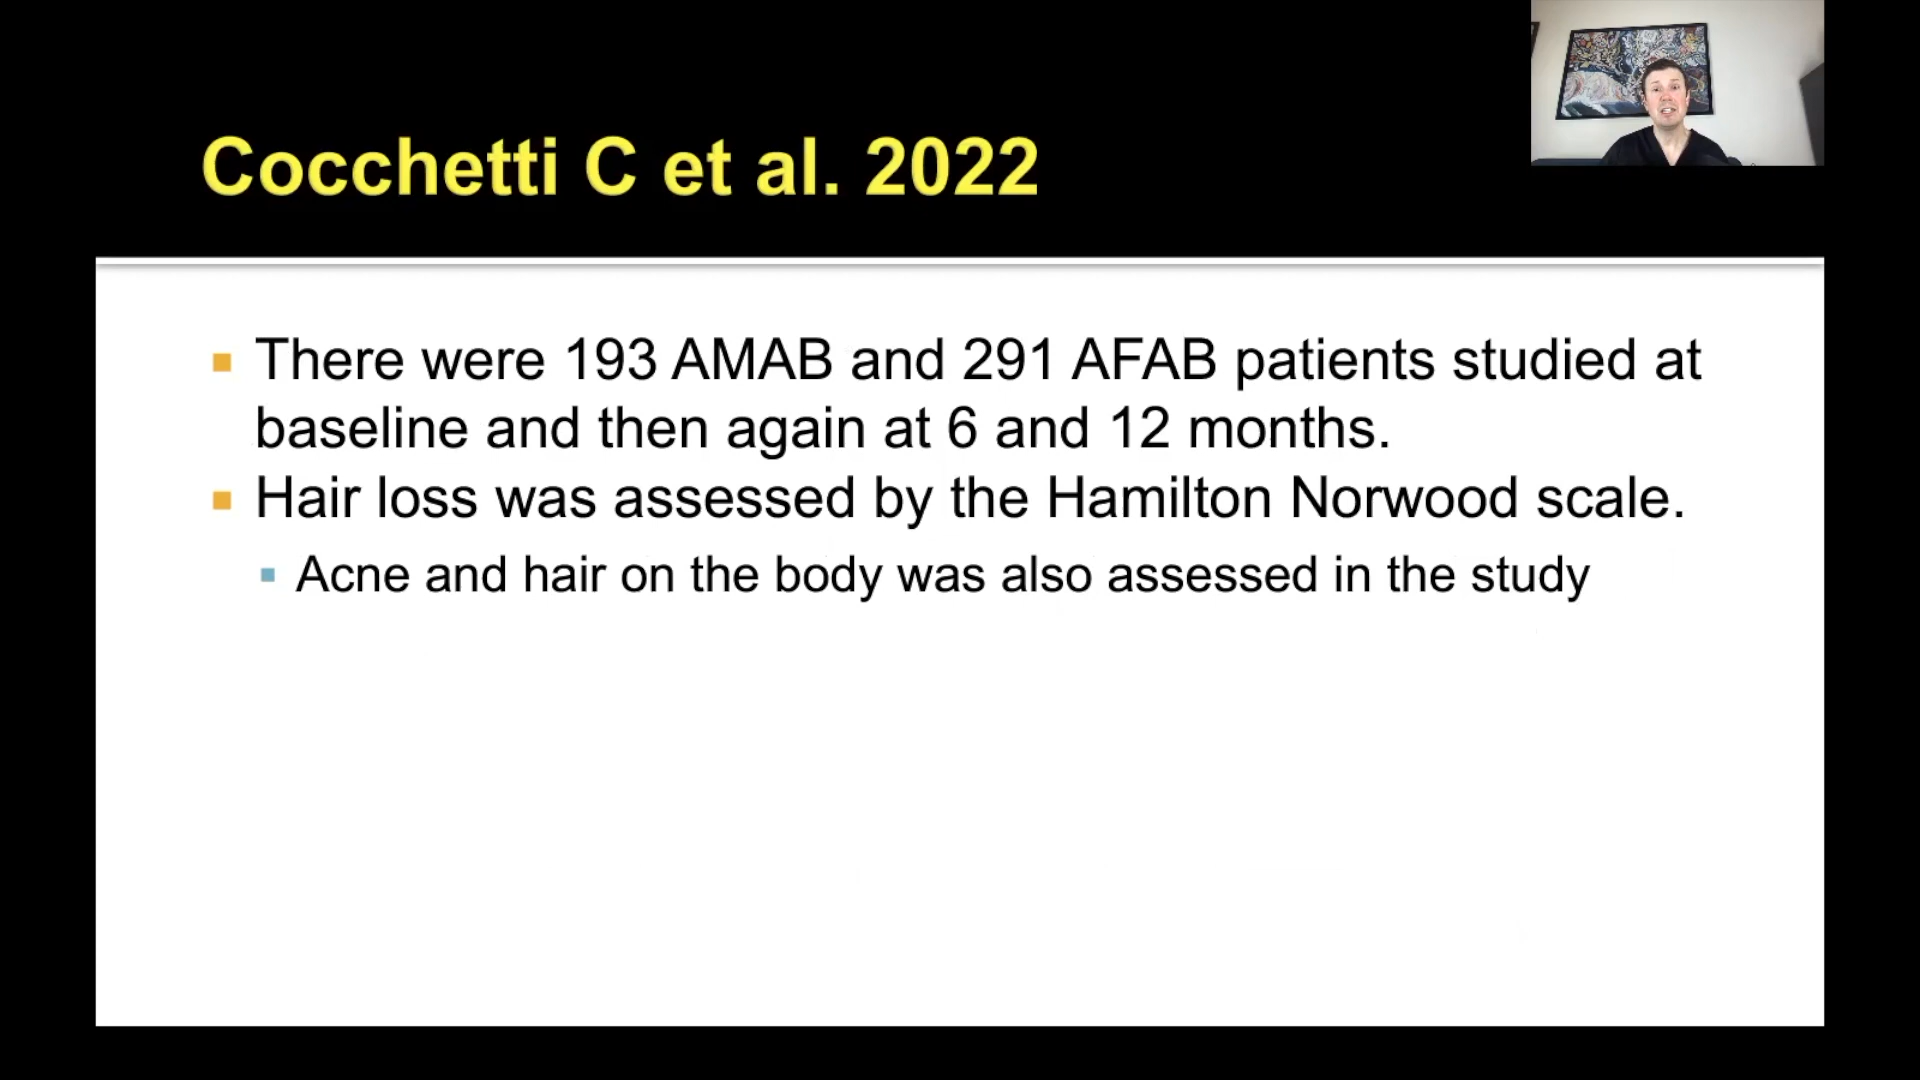 Cocchetti C et al. 2022
There were 193 AMAB and 291 AFAB patients studied at
baseline and then again at 6 and 12 months.
Hair loss was assessed by the Hamilton Norwood scale.
Acne and hair on the body was also assessed in the study